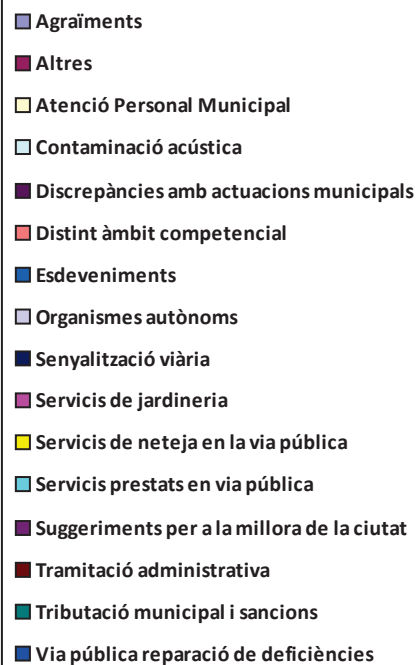 Agraïments
Altres
Atenció Personal Municipal
Contaminació acústica
Discrepàncies amb actuacions municipals
Distint àmbit competencial
Esdeveniments
Organismes autònoms
Senyalització viària
Servicis de jardineria
Servicis de neteja en la via pública
Servicis prestats en via pública
Suggeriments per a la millora de la ciutat
Tramitació administrativa
Tributació municipal i sancions
Via pública reparació de deficiències